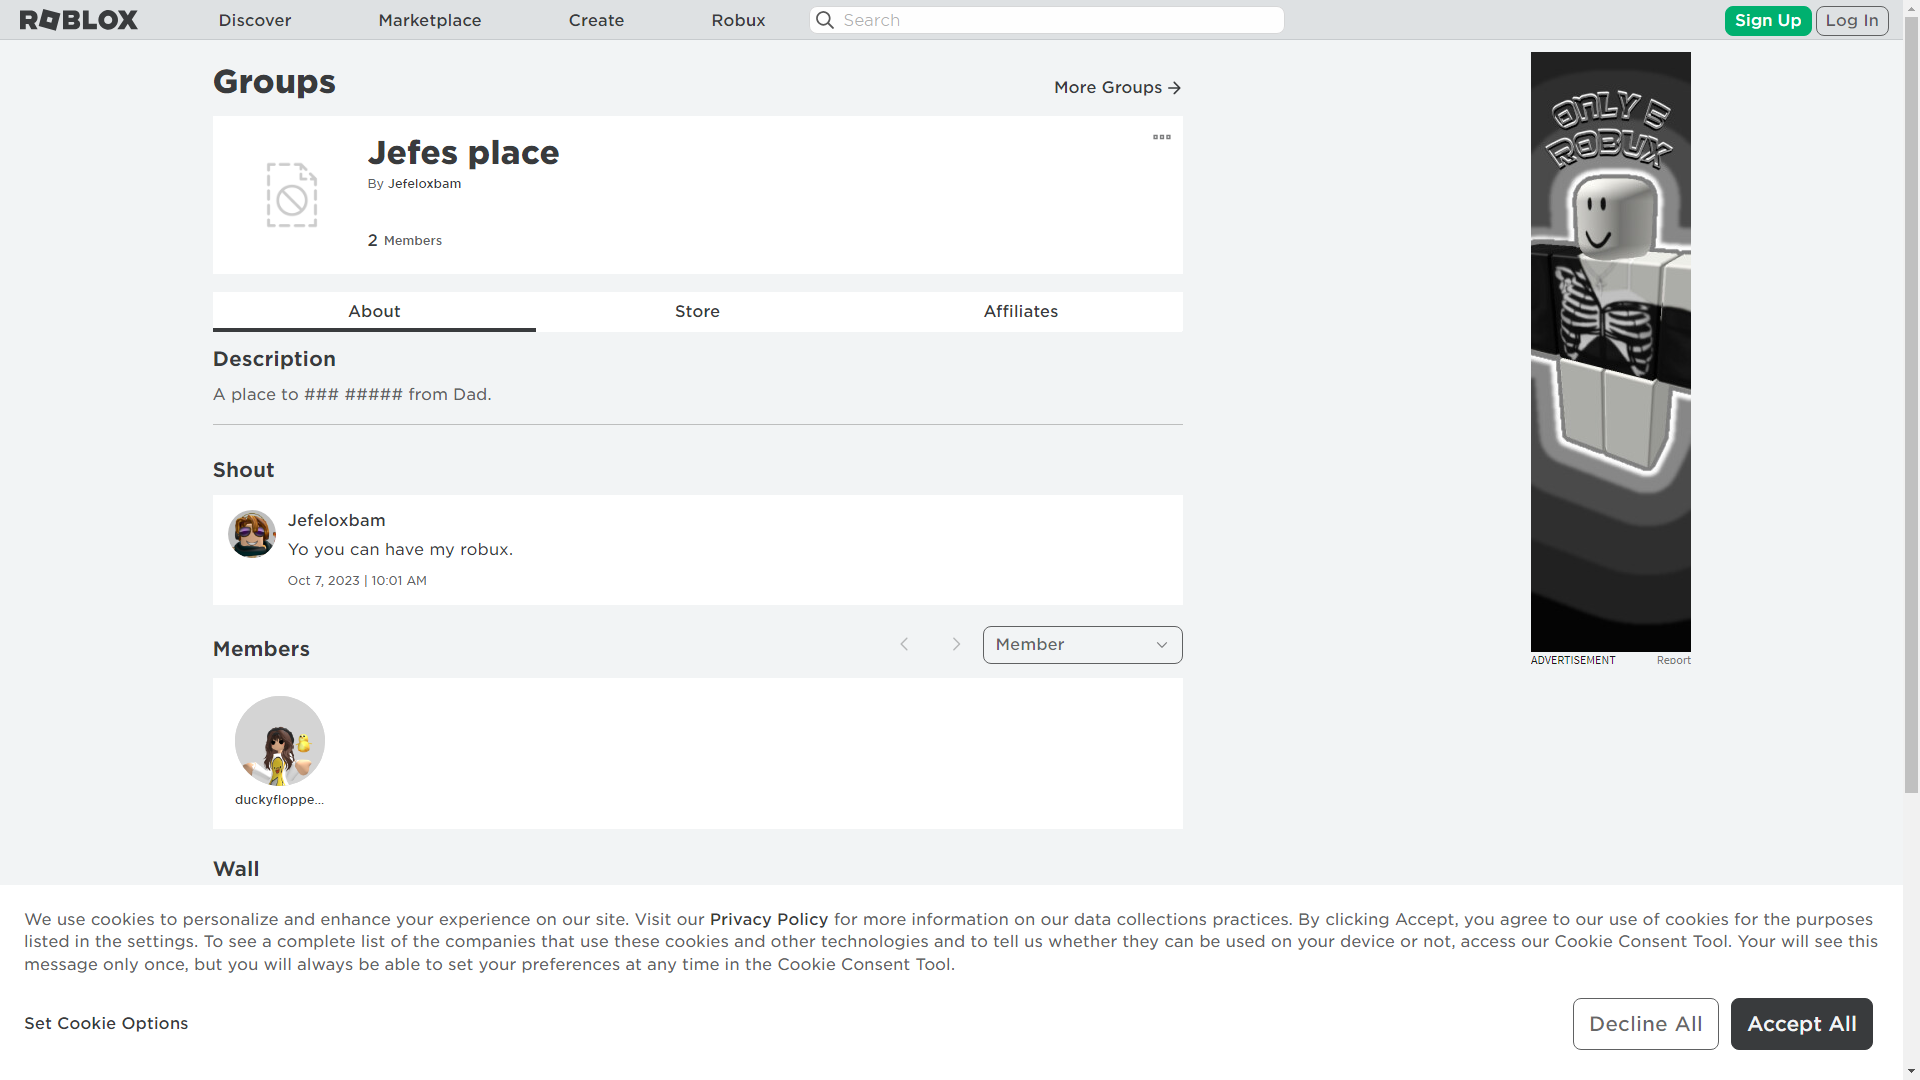 ROBLOX Discover Marketplace Create Robux Search Sign Up Log In
Groups
More Groups
Jefes place
By Jefeloxbam
2 Members
About Store Affiliates
Description
A place to ### ##### from Dad.
Shout
Jefeloxbam
Yo you can have my robux.
Oct 7, 2023 | 10:01 AM
Members
Member
duckyfloppe...
Wall
ONLY 5
ROBUX
ADVERTISEMENT Report
We use cookies to personalize and enhance your experience on our site. Visit our Privacy Policy for more information on our data collections practices. By clicking Accept, you agree to our use of cookies for the purposes
listed in the settings. To see a complete list of the companies that use these cookies and other technologies and to tell us whether they can be used on your device or not, access our Cookie Consent Tool. Your will see this
message only once, but you will always be able to set your preferences at any time in the Cookie Consent Tool.
Set Cookie Options
Decline All
Accept All